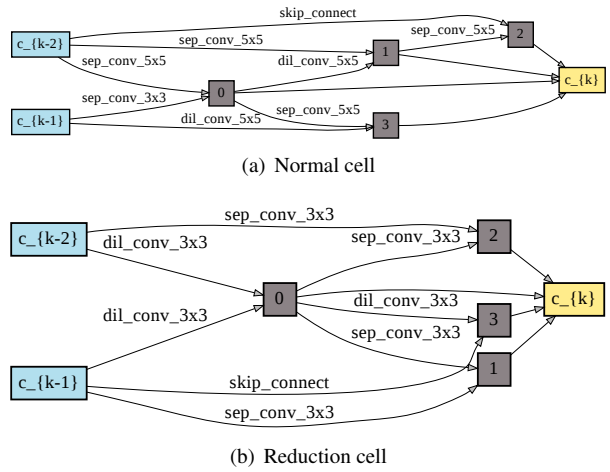 skip_connect
c_{k-2}
sep_conv_5x5
sep_conv_5x5
2
1
sep_conv_5x5
dil_conv_5x5
c_{k}
sep_conv_3x3
0
sep_conv_5x5
c_{k-1}
dil_conv_5x5
3
(a) Normal cell
sep_conv_3x3
c_{k-2}
dil_conv_3x3
sep_conv_3x3
2
0
dil_conv_3x3
c_{k}
dil_conv_3x3
3
sep_conv_3x3
c_{k-1}
skip_connect
1
sep_conv_3x3
(b) Reduction cell